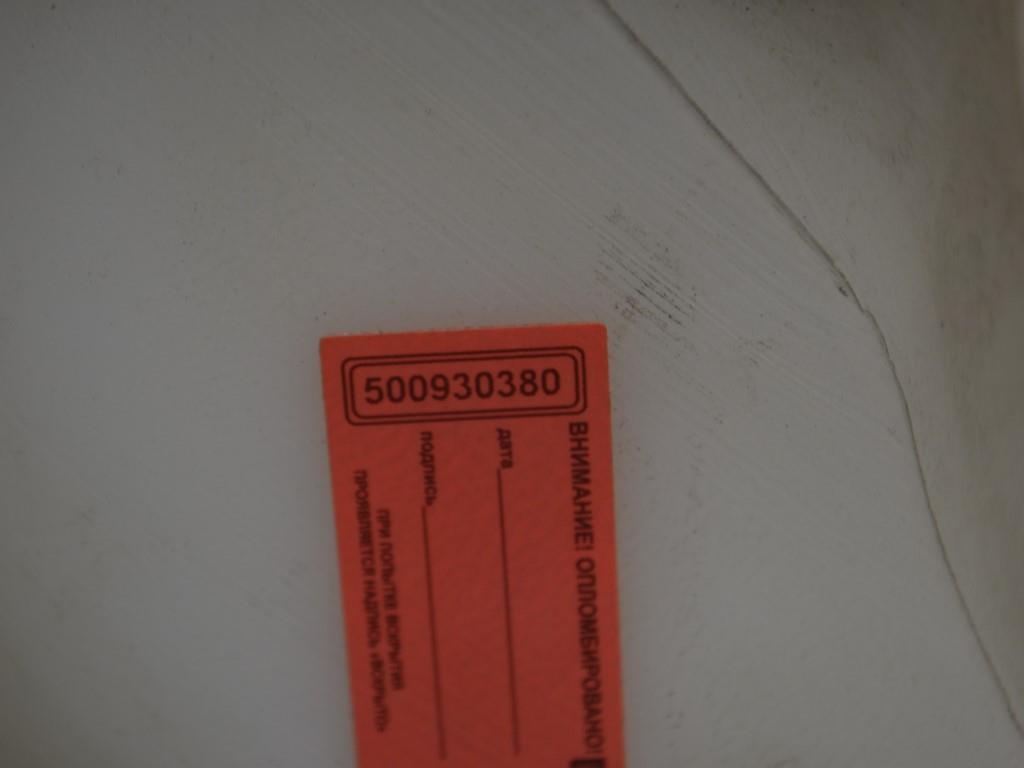 500930380
ВНИМАНИЕ! ОПЛОМБИРОВАНО!
дата
подпись
ПРИ ПОПЫТКЕ ВСКРЫТИЯ
ПРОЯВЛЯЕТСЯ НАДПИСЬ «ВСКРЫТО»